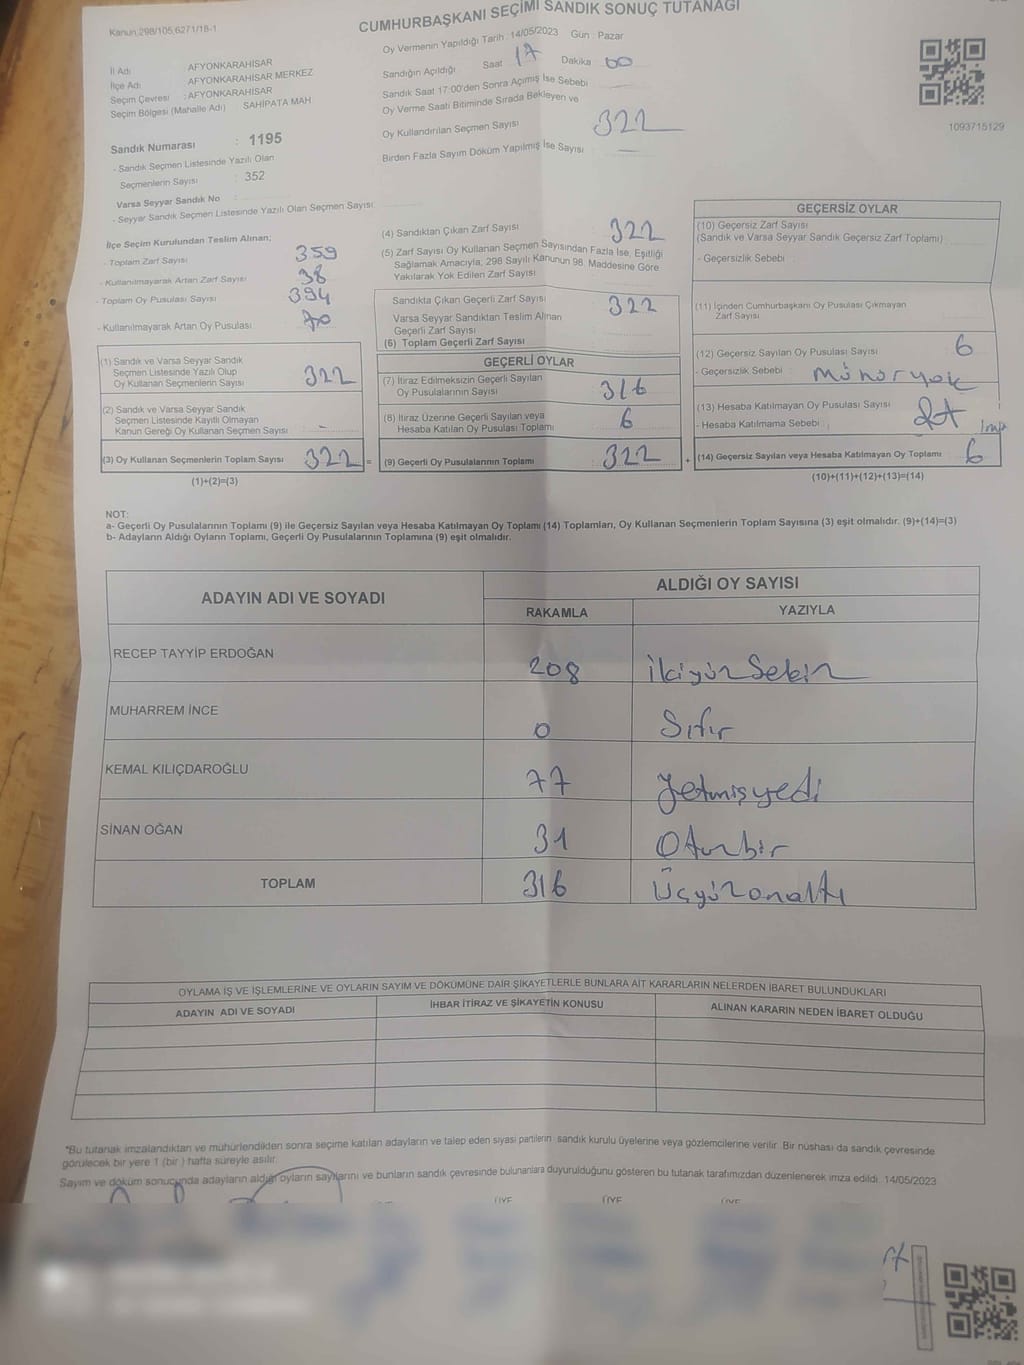 Kanun 298/105,6271/18-1
CUMHURBAŞKANI SEÇİMİ SANDIK SONUÇ TUTANAĞI
İl Adı AFYONKARAHİSAR
İlçe Adı AFYONKARAHİSAR MERKEZ
Seçim Çevresi : AFYONKARAHİSAR
Seçim Bölgesi (Mahalle Adı) SAHİPATA MAH
Sandık Numarası : 1195
- Sandık Seçmen Listesinde Yazılı Olan
Seçmenlerin Sayısı : 352
Varsa Seyyar Sandık No
- Seyyar Sandık Listesinde Yazılı Olan Seçmen Sayısı:
Oy Vermenin Yapıldığı Tarih : 14/05/2023 Gün : Pazar
Sandığın Açıldığı Saat 17 Dakika 00
Sandık Saat 17:00'den Sonra Açımış İse Sebebi
Oy Verme Saati Bitiminde Sırada Bekleyen ve
Oy Kullandırılan Seçmen Sayısı 322
Birden Fazla Sayım Döküm Yapılmış İse Sayısı —
1093715129
İlçe Seçim Kurulundan Teslim Alınan;
- Toplam Zarf Sayısı 359
- Kullanılmayarak Artan Zarf Sayısı 38
- Toplam Oy Pusulası Sayısı 394
- Kullanılmayarak Artan Oy Pusulası 70
(1) Sandık ve Varsa Seyyar Sandık
Seçmen Listesinde Yazılı Olup
Oy Kullanan Seçmenlerin Sayısı 322
(2) Sandık ve Varsa Seyyar Sandık
Seçmen Listesinde Kayıtlı Olmayan
Kanun Gereği Oy Kullanan Seçmen Sayısı : -
(3) Oy Kullanan Seçmenlerin Toplam Sayısı 322 =
(1)+(2)=(3)
(4) Sandıktan Çıkan Zarf Sayısı 322
(5) Zarf Sayısı Oy Kullanan Seçmen Sayısından Fazla İse, Eşitliği
Sağlamak Amacıyla; 298 Sayılı Kanunun 98. Maddesine Göre
Yakılarak Yok Edilen Zarf Sayısı
Sandıkta Çıkan Geçerli Zarf Sayısı 322
Varsa Seyyar Sandıktan Teslim Alınan
Geçerli Zarf Sayısı
(6) Toplam Geçerli Zarf Sayısı
GEÇERLİ OYLAR
(7) İtiraz Edilmeksizin Geçerli Sayılan
Oy Pusulalarının Sayısı 316
(8) İtiraz Üzerine Geçerli Sayılan veya
Hesaba Katılan Oy Pusulası Toplamı 6
(9) Geçerli Oy Pusulalarının Toplamı 322 +
GEÇERSİZ OYLAR
(10) Geçersiz Zarf Sayısı
(Sandık ve Varsa Seyyar Sandık Geçersiz Zarf Toplamı)
- Geçersizlik Sebebi
(11) İçinden Cumhurbaşkanı Oy Pusulası Çıkmayan
Zarf Sayısı
(12) Geçersiz Sayılan Oy Pusulası Sayısı 6
- Geçersizlik Sebebi : Mühür yok
(13) Hesaba Katılmayan Oy Pusulası Sayısı
- Hesaba Katılmama Sebebi
(14) Geçersiz Sayılan veya Hesaba Katılmayan Oy Toplamı 6
(10)+(11)+(12)+(13)=(14)
NOT:
a- Geçerli Oy Pusulalarının Toplamı (9) ile Geçersiz Sayılan veya Hesaba Katılmayan Oy Toplamı (14) Toplamları, Oy Kullanan Seçmenlerin Toplam Sayısına (3) eşit olmalıdır. (9)+(14)=(3)
b- Adayların Aldığı Oyların Toplamı, Geçerli Oy Pusulalarının Toplamına (9) eşit olmalıdır.
ADAYIN ADI VE SOYADI
ALDIĞI OY SAYISI
RAKAMLA YAZIYLA
RECEP TAYYİP ERDOĞAN 208 ikiyüz Sekiz
MUHARREM İNCE 0 Sıfır
KEMAL KILIÇDAROĞLU 77 Yetmişyedi
SİNAN OĞAN 31 Otuzbir
TOPLAM 316 Üçyüzonaltı
OYLAMA İŞ VE İŞLEMLERİNE VE OYLARIN SAYIM VE DÖKÜMÜNE DAİR ŞİKAYETLERLE BUNLARA AİT KARARLARIN NELERDEN İBARET BULUNDUKLARI
ADAYIN ADI VE SOYADI İHBAR İTİRAZ VE ŞİKAYETİN KONUSU ALINAN KARARIN NEDEN İBARET OLDUĞU
*Bu tutanak imzalandıktan ve mühürlendikten sonra seçime katılan adayların ve talep eden siyasi partilerin sandık kurulu üyelerine veya gözlemcilerine verilir. Bir nüshası da sandık çevresinde
görülecek bir yere 1 (bir ) hafta süreyle asılır.
Sayım ve döküm sonucunda adayların aldığı oyların sayılarını ve bunların sandık çevresinde bulunanlara duyurulduğunu gösteren bu tutanak tarafımızdan düzenlenerek imza edildi. 14/05/2023
ÜYE ÜYE ÜYE